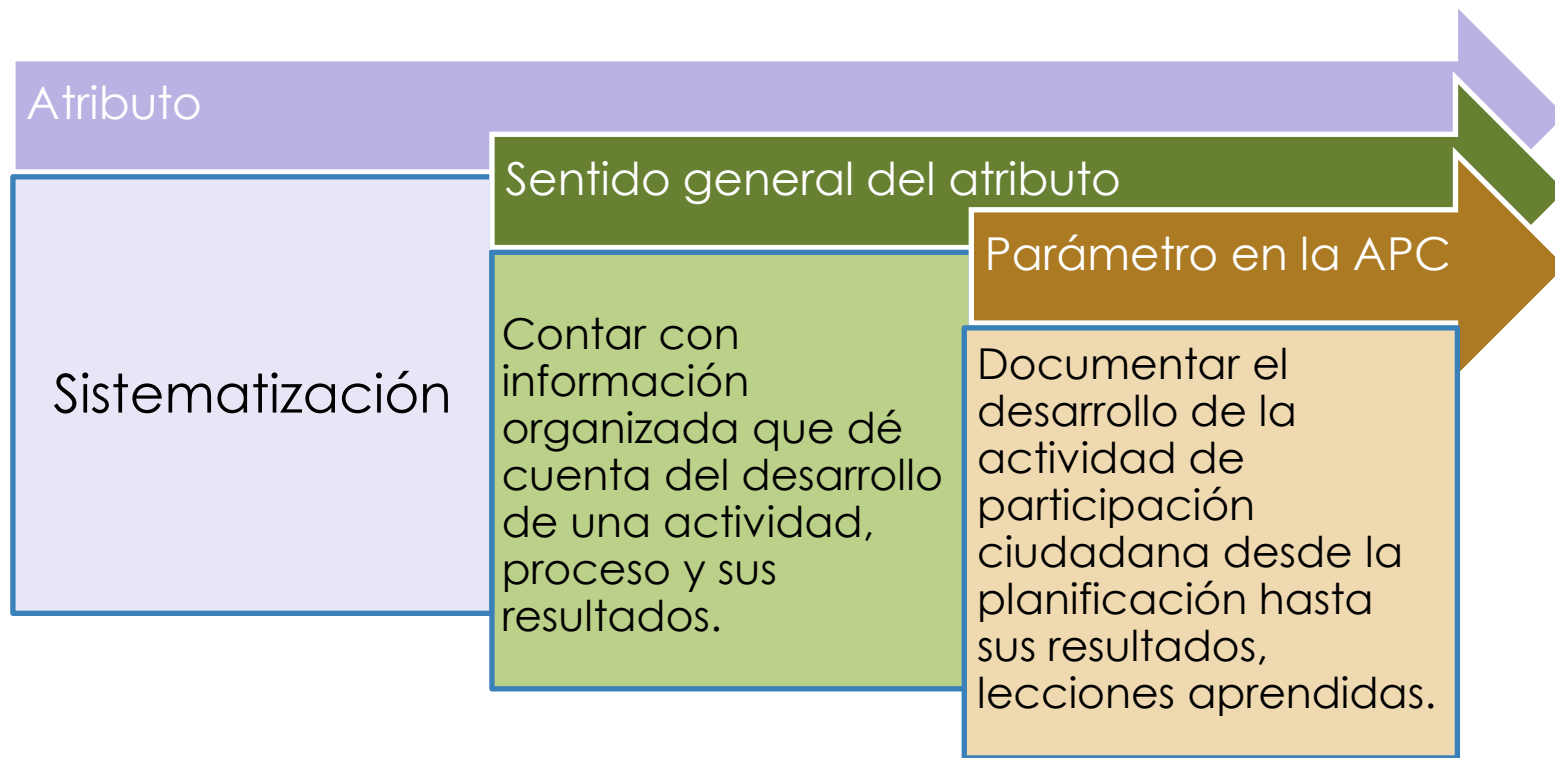 Atributo
Sentido general del atributo
Parámetro en la APC
Sistematización
Contar con
información
organizada que dé
cuenta del desarrollo
de una actividad,
proceso y sus
resultados.
Documentar el
desarrollo de la
actividad de
participación
ciudadana desde la
planificación hasta
sus resultados,
lecciones aprendidas.